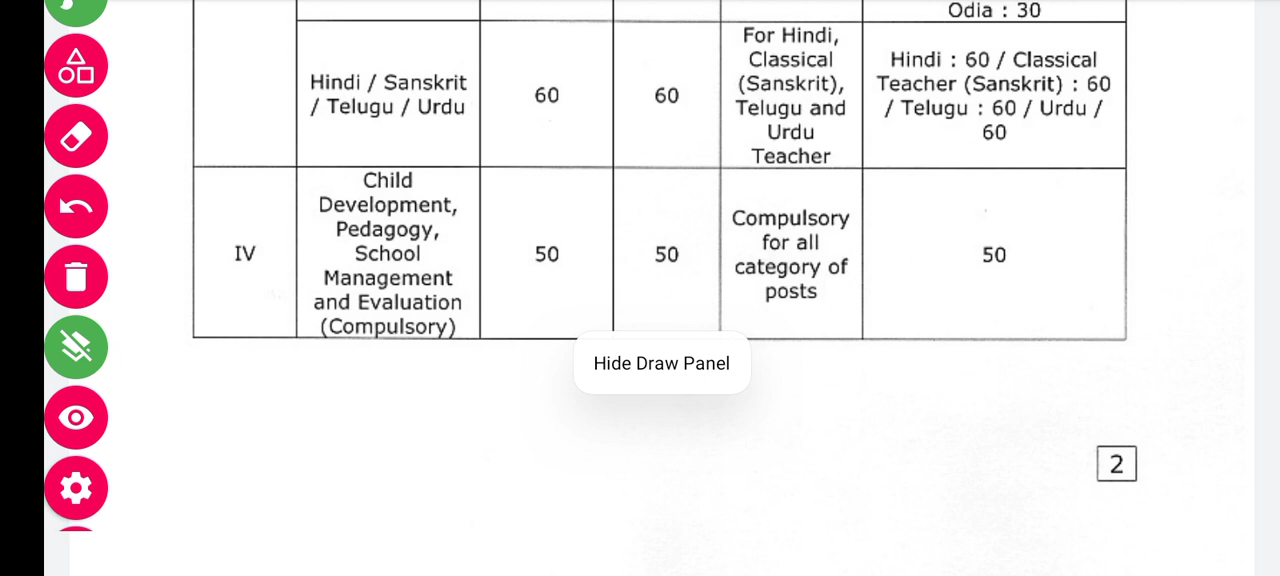 Odia : 30
Hindi / Sanskrit
/ Telugu / Urdu
60
60
For Hindi,
Classical
(Sanskrit),
Telugu and
Urdu
Teacher
Hindi : 60 / Classical
Teacher (Sanskrit) : 60
/ Telugu : 60 / Urdu /
60
IV
Child
Development,
Pedagogy,
School
Management
and Evaluation
(Compulsory)
50
50
Compulsory
for all
category of
posts
50
Hide Draw Panel
2